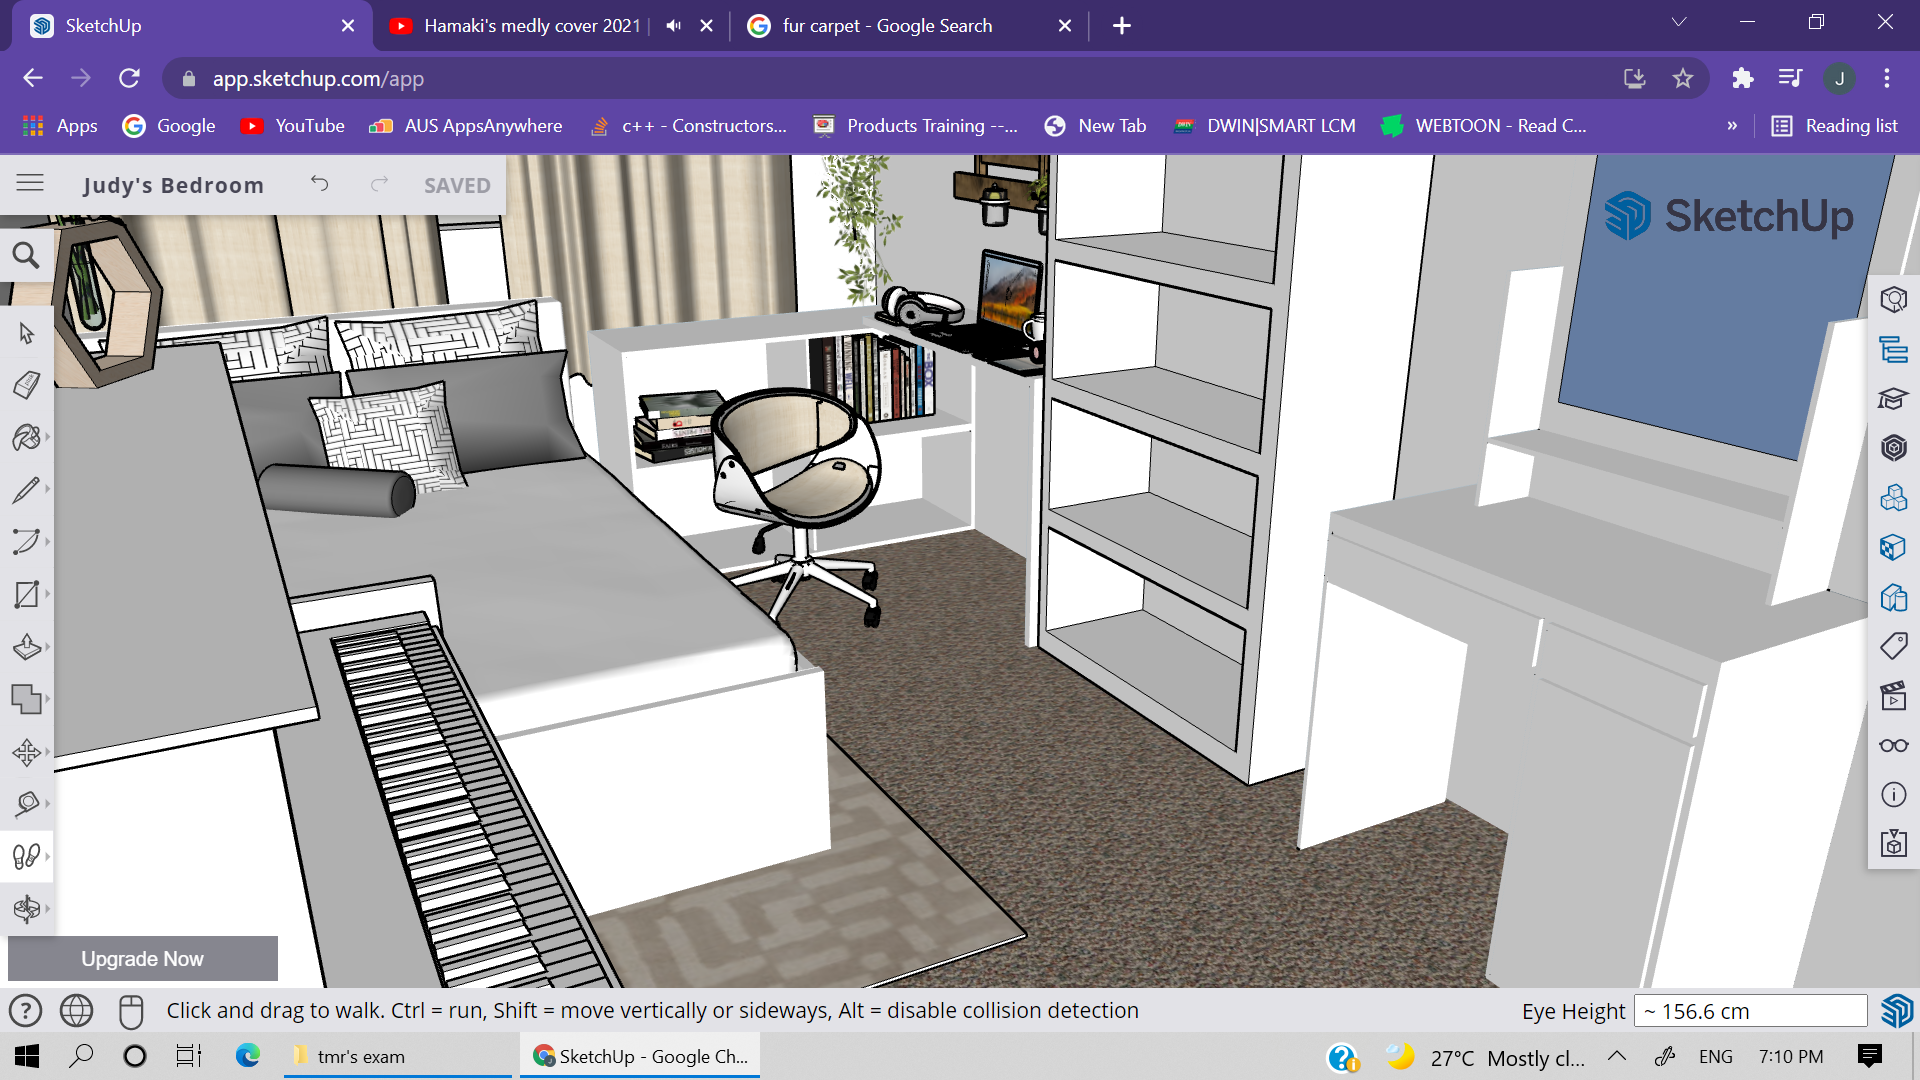 SketchUp
Hamaki's medly cover 2021
fur carpet - Google Search
app.sketchup.com/app
J
Apps
Google
YouTube
AUS AppsAnywhere
c++ - Constructors...
Products Training --...
New Tab
DWIN|SMART LCM
WEBTOON - Read C...
»
Reading list
Judy's Bedroom
SAVED
SketchUp
Upgrade Now
Click and drag to walk. Ctrl = run, Shift = move vertically or sideways, Alt = disable collision detection
Eye Height
~ 156.6 cm
tmr's exam
SketchUp - Google Ch...
27°C Mostly cl...
ENG
7:10 PM